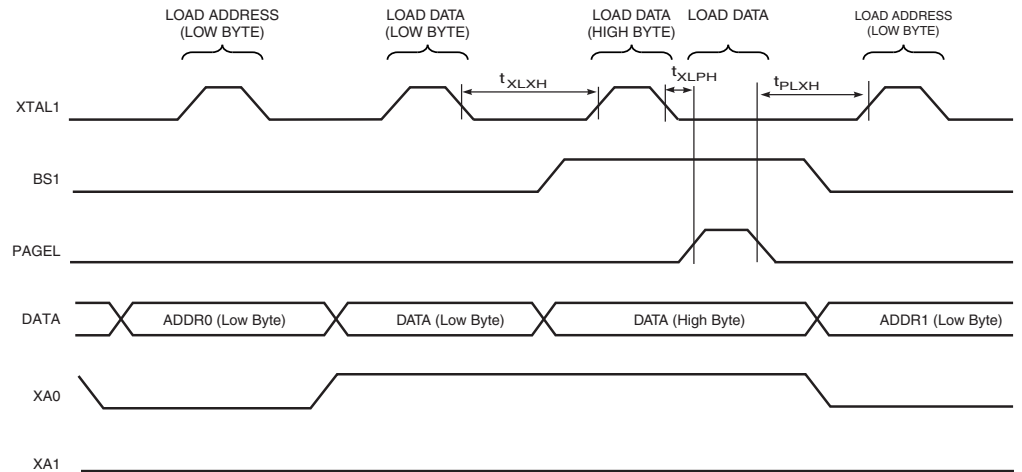 LOAD ADDRESS
(LOW BYTE)
LOAD DATA
(LOW BYTE)
LOAD DATA
(HIGH BYTE)
LOAD DATA
LOAD ADDRESS
(LOW BYTE)
XTAL1
tXLXH
tXLPH
tPLXH
BS1
PAGEL
DATA
ADDR0 (Low Byte)
DATA (Low Byte)
DATA (High Byte)
ADDR1 (Low Byte)
XA0
XA1